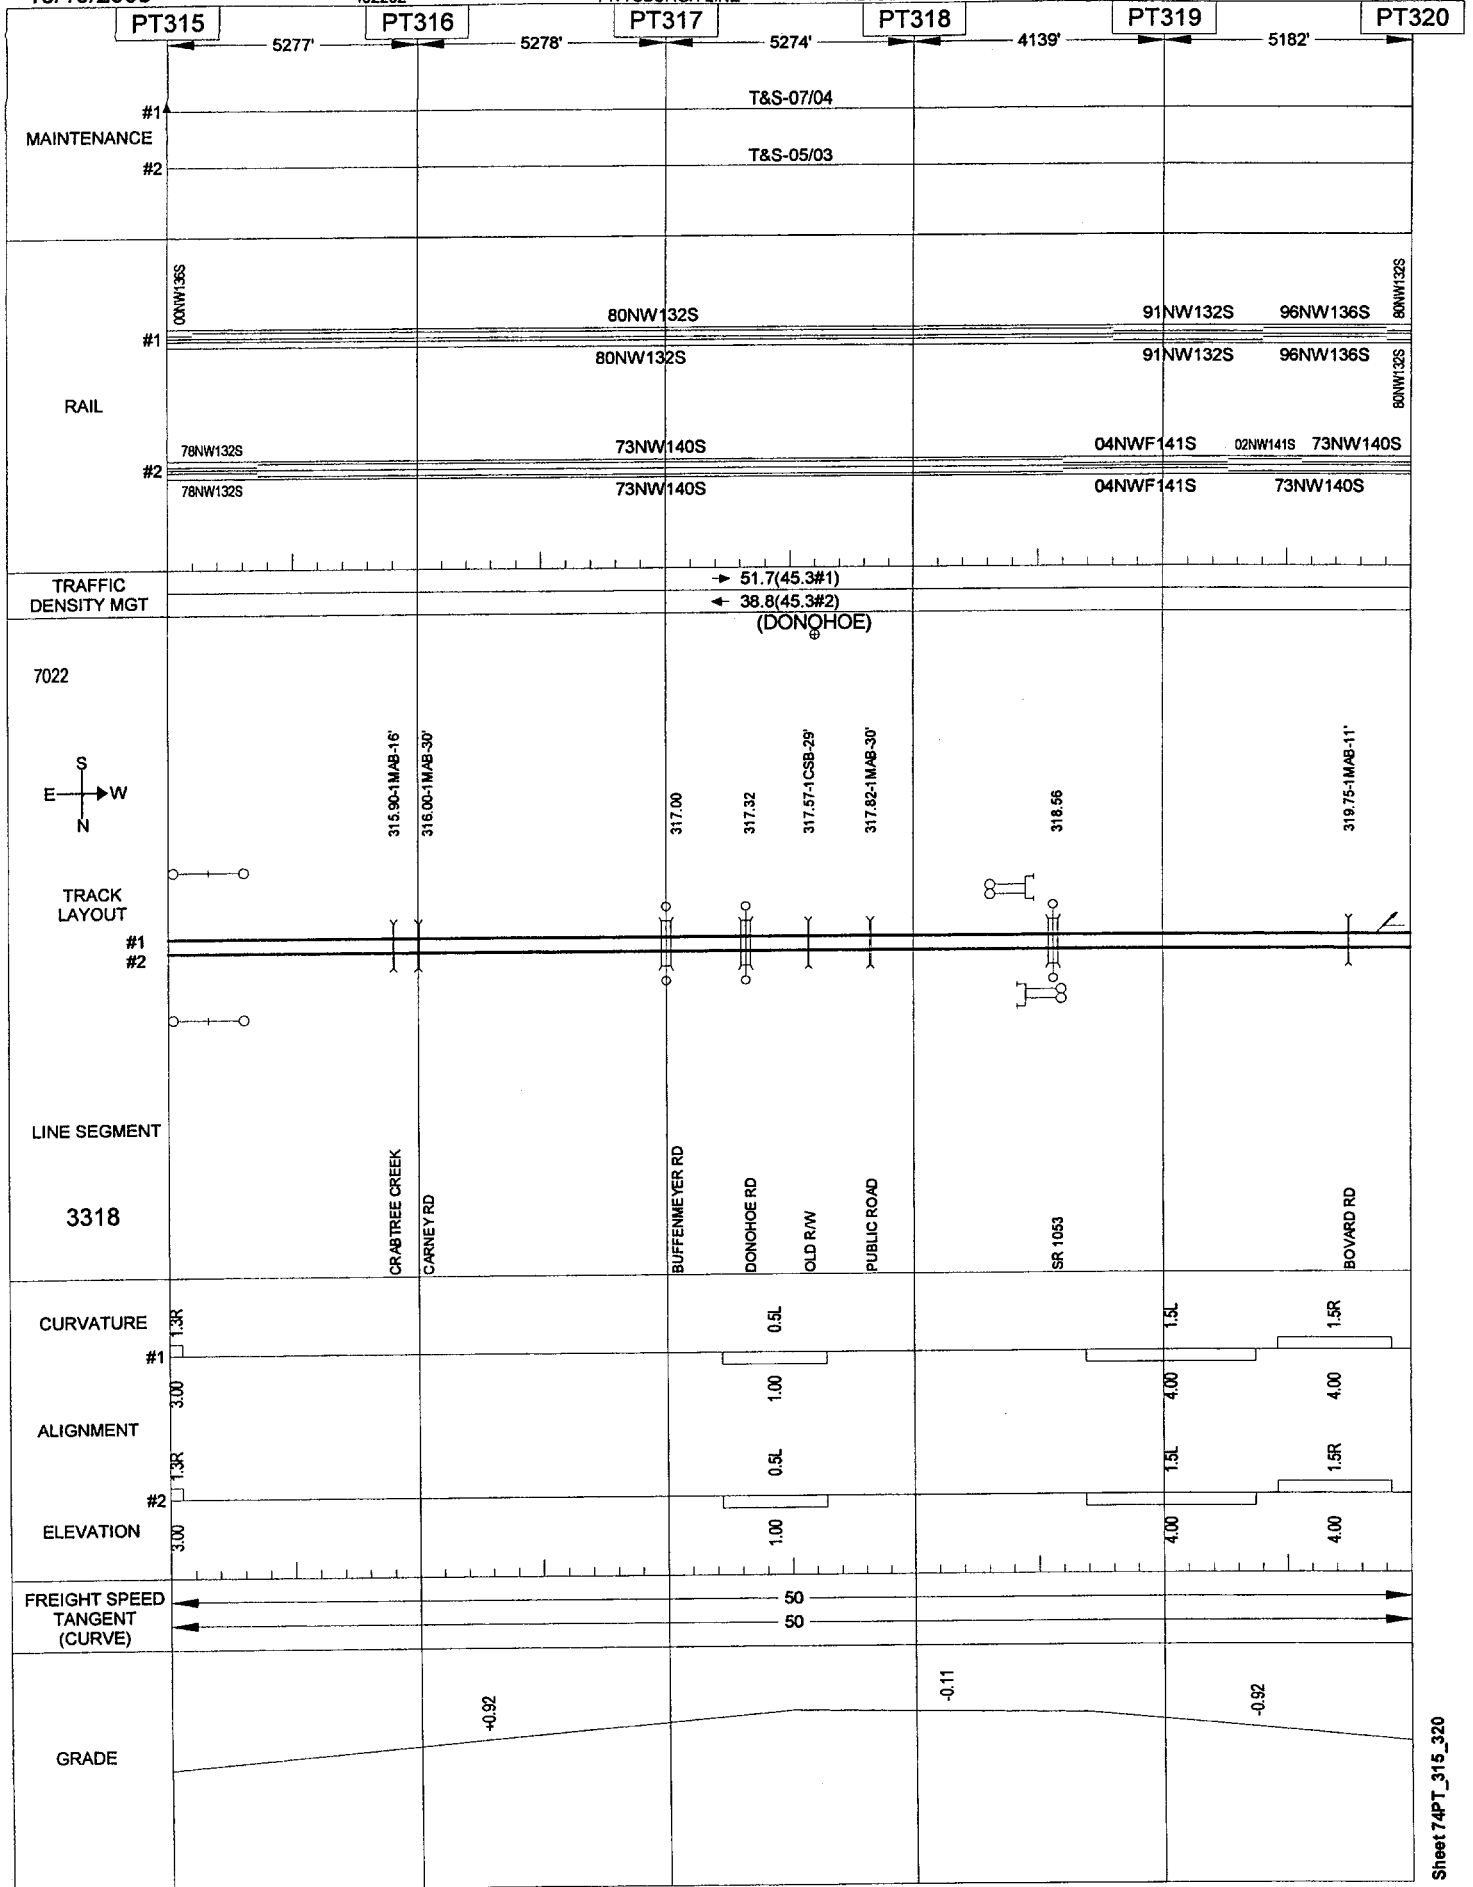 PT315 PT316 PT317 PT318 PT319 PT320
5277' 5278' 5274' 4139' 5182'
#1 T&S-07/04
MAINTENANCE
#2 T&S-05/03
00NW136S 80NW132S 91NW132S 96NW136S 80NW132S
#1
80NW132S 91NW132S 96NW136S 80NW132S
RAIL
78NW132S 73NW140S 04NWF141S 02NW141S 73NW140S
#2
78NW132S 73NW140S 04NWF141S 73NW140S
TRAFFIC
DENSITY MGT
51.7(45.3#1)
38.8(45.3#2)
(DONOHOE)
7022
S
E W
N
315.90-1MAB-16'
316.00-1MAB-30'
317.00
317.32
317.57-1CSB-29'
317.82-1MAB-30'
318.56
319.75-1MAB-11'
TRACK
LAYOUT
#1
#2
LINE SEGMENT
3318
CRABTREE CREEK
CARNEY RD
BUFFENMEYER RD
DONOHOE RD
OLD R/W
PUBLIC ROAD
SR 1053
BOVARD RD
CURVATURE
1.3R 0.5L 1.5L 1.5R
#1
3.00 1.00 4.00 4.00
ALIGNMENT
1.3R 0.5L 1.5L 1.5R
#2
ELEVATION
3.00 1.00 4.00 4.00
FREIGHT SPEED
TANGENT
(CURVE)
50
50
GRADE
+0.92 -0.11 -0.92
Sheet 74PT_315_320